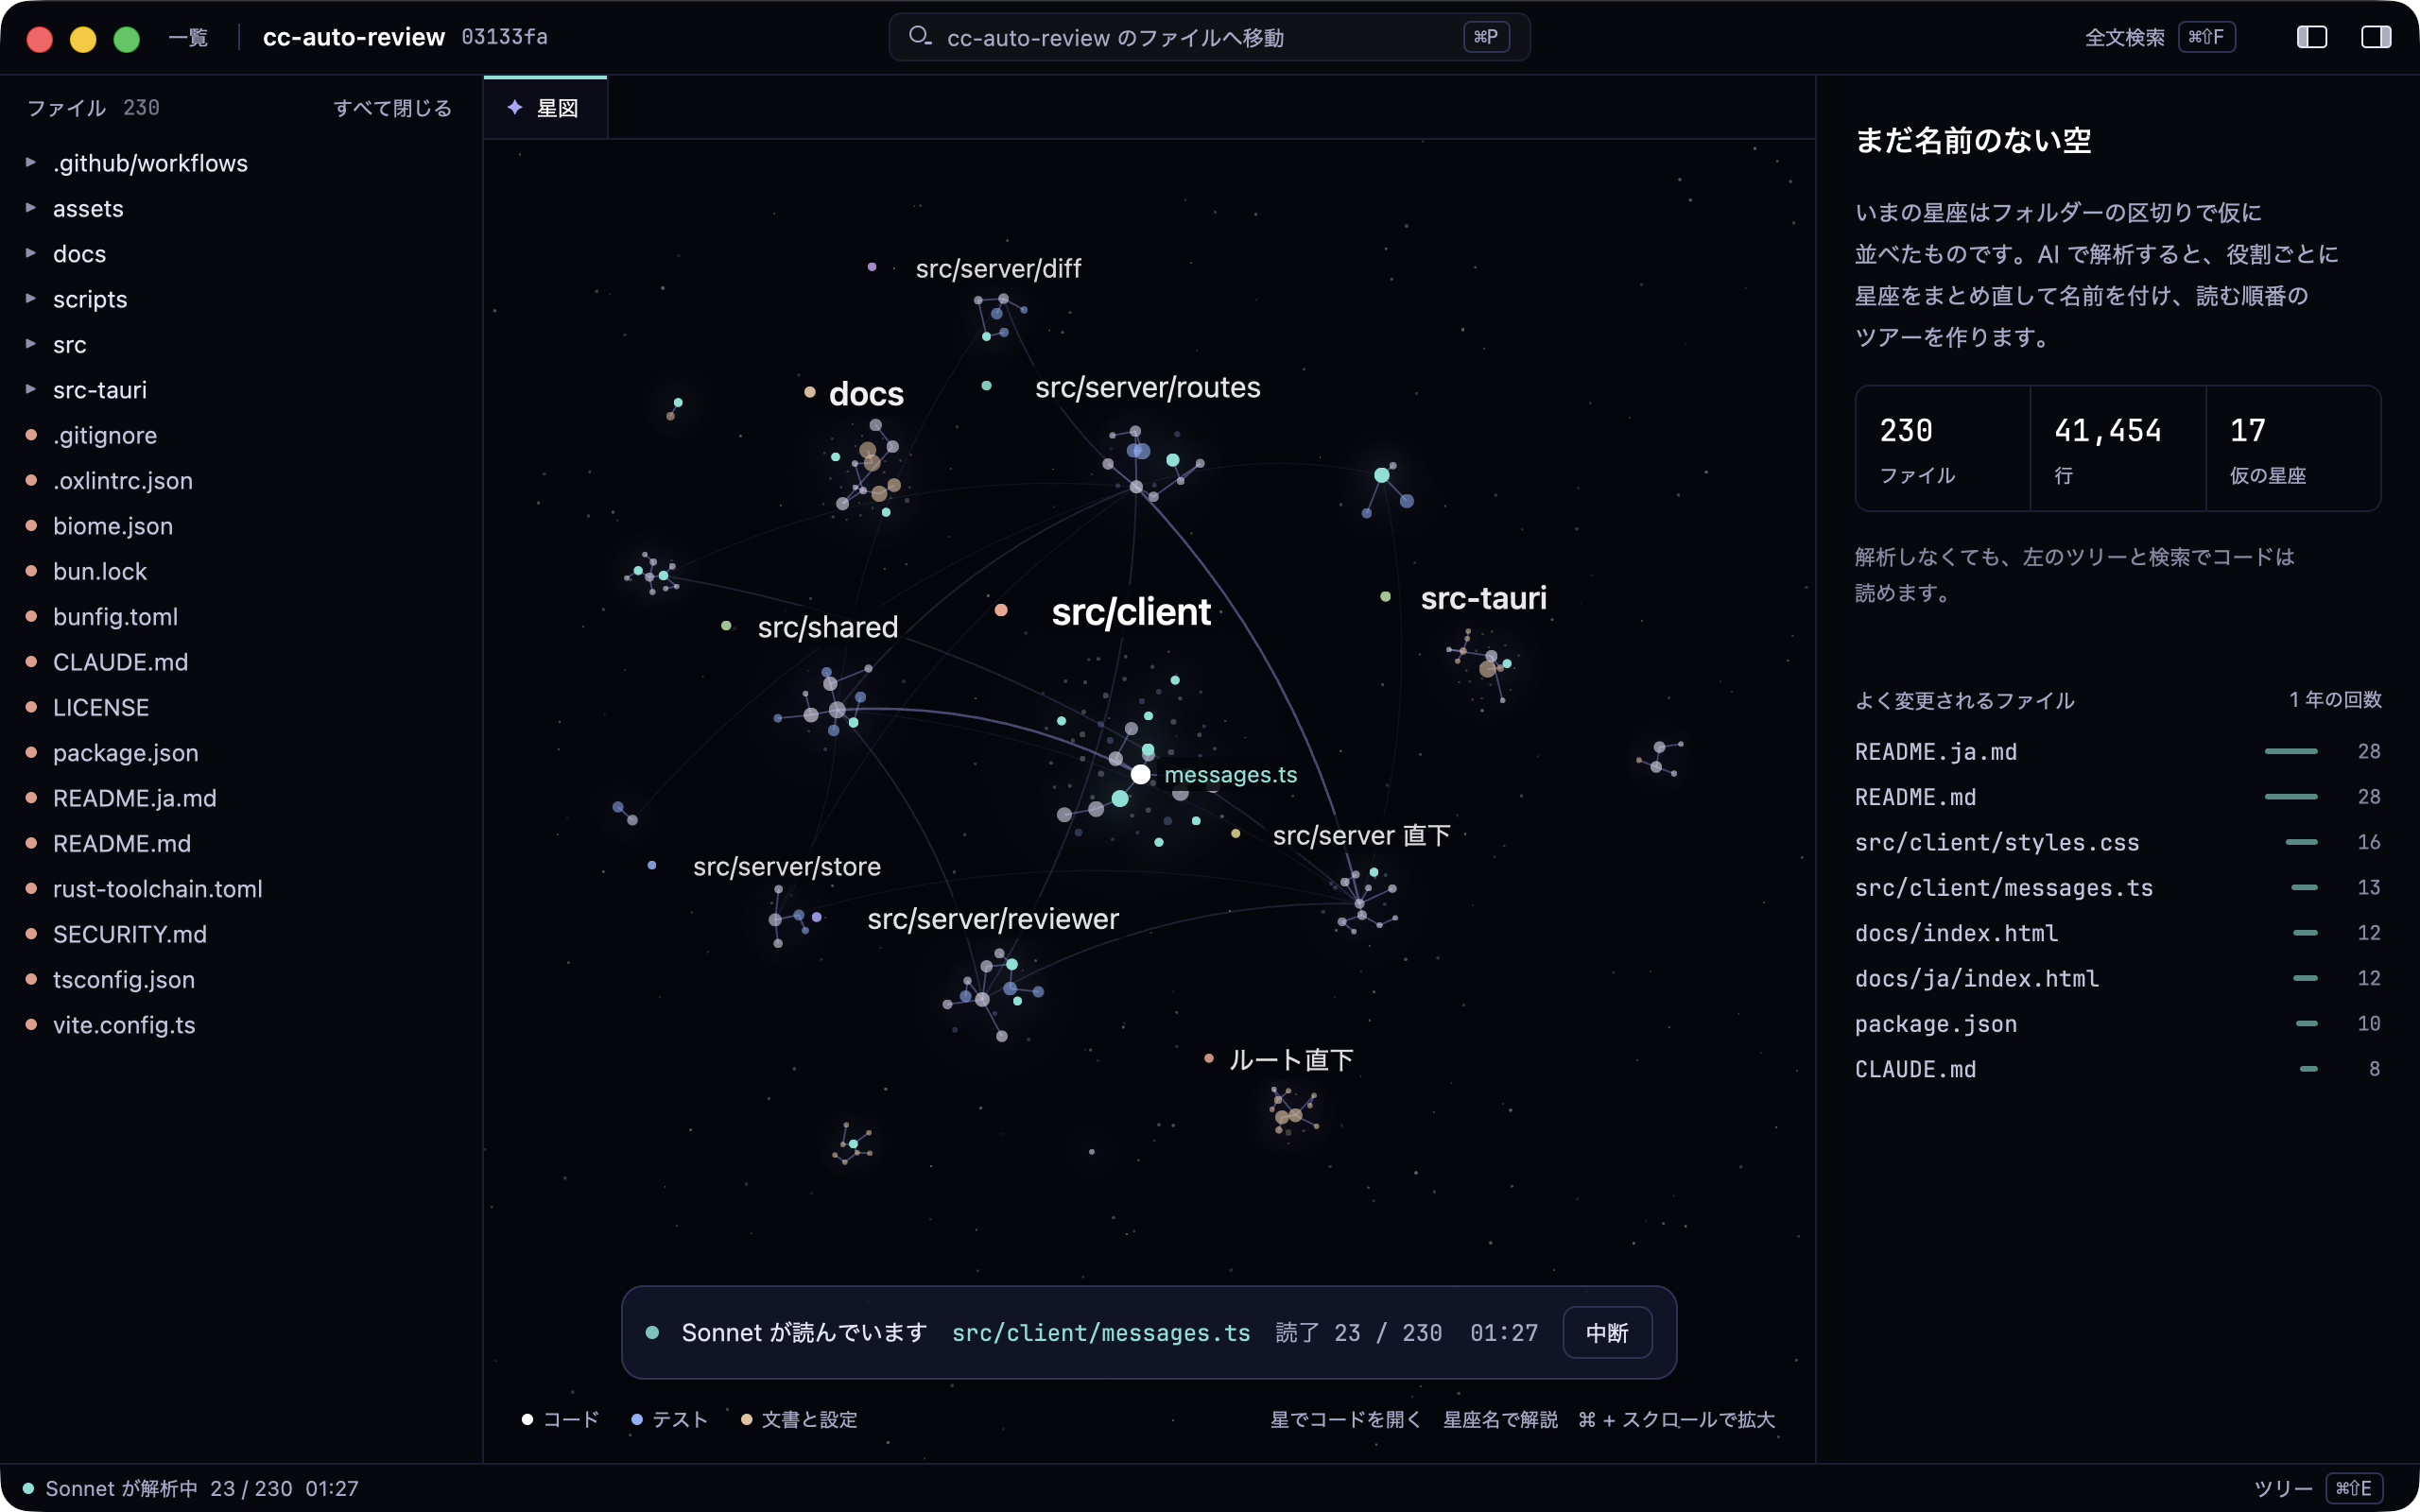 一覧
cc-auto-review 03133fa
cc-auto-review のファイルへ移動 ⌘P
全文検索 ⌘⇧F
ファイル 230 すべて閉じる
.github/workflows
assets
docs
scripts
src
src-tauri
.gitignore
.oxlintrc.json
biome.json
bun.lock
bunfig.toml
CLAUDE.md
LICENSE
package.json
README.ja.md
README.md
rust-toolchain.toml
SECURITY.md
tsconfig.json
vite.config.ts
星図
src/server/diff
docs
src/server/routes
src/client
src-tauri
src/shared
messages.ts
src/server 直下
src/server/store
src/server/reviewer
ルート直下
Sonnet が読んでいます src/client/messages.ts 読了 23 / 230 01:27 中断
コード テスト 文書と設定
星でコードを開く 星座名で解説 ⌘ + スクロールで拡大
まだ名前のない空
いまの星座はフォルダーの区切りで仮に
並べたものです。AI で解析すると、役割ごとに
星座をまとめ直して名前を付け、読む順番の
ツアーを作ります。
230 41,454 17
ファイル 行 仮の星座
解析しなくても、左のツリーと検索でコードは
読めます。
よく変更されるファイル 1 年の回数
README.ja.md 28
README.md 28
src/client/styles.css 16
src/client/messages.ts 13
docs/index.html 12
docs/ja/index.html 12
package.json 10
CLAUDE.md 8
Sonnet が解析中 23 / 230 01:27
ツリー ⌘⇧E